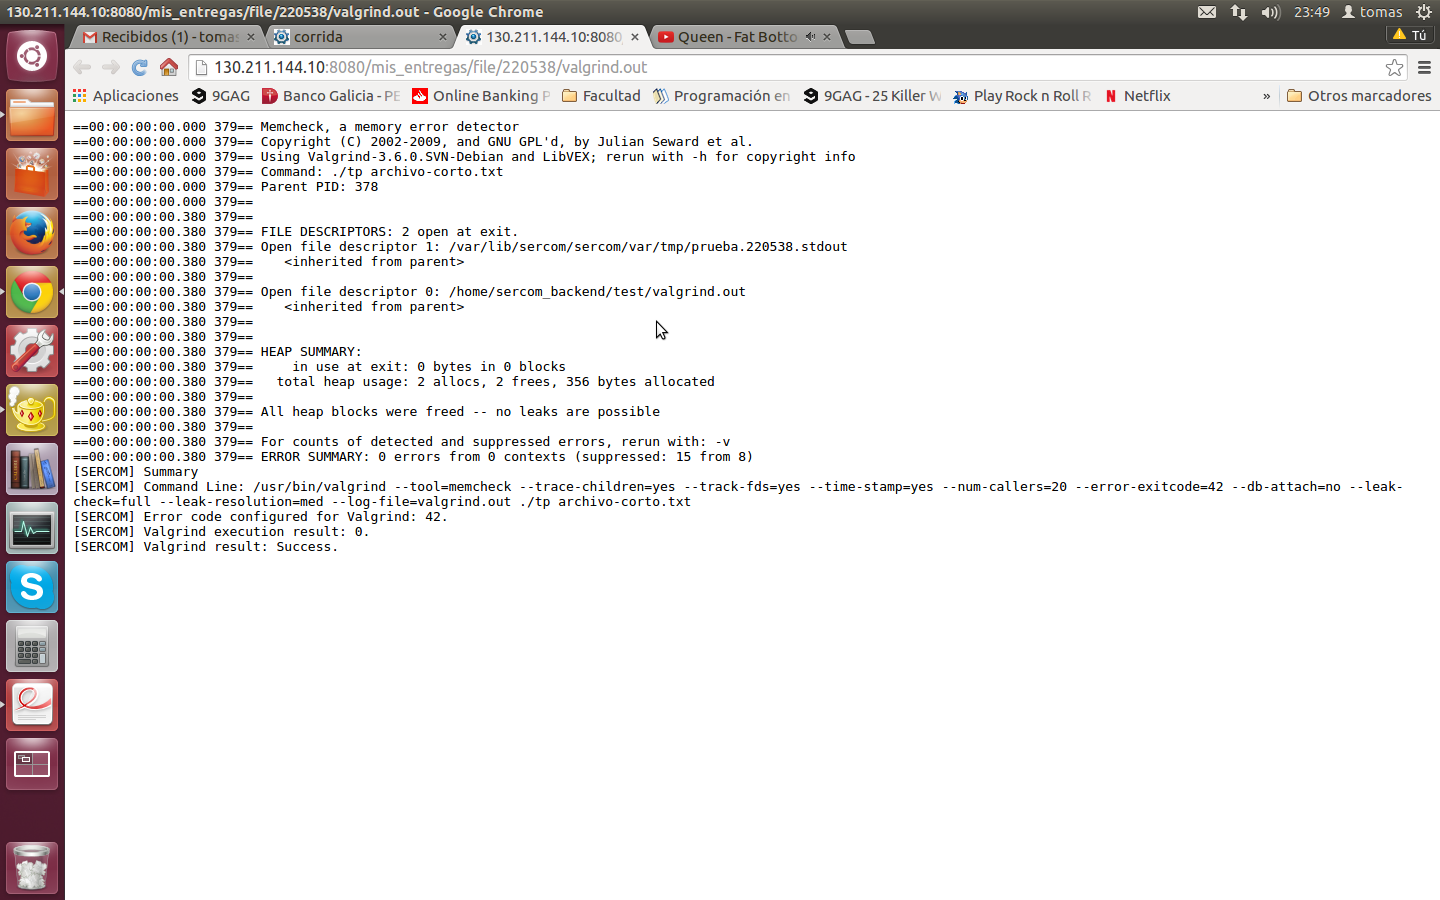 130.211.144.10:8080/mis_entregas/file/220538/valgrind.out - Google Chrome
23:49 tomas
Recibidos (1) - tomas
corrida
130.211.144.10:8080
Queen - Fat Botto
Tú
130.211.144.10:8080/mis_entregas/file/220538/valgrind.out
Aplicaciones 9GAG Banco Galicia - PE Online Banking P Facultad Programación en 9GAG - 25 Killer W Play Rock n Roll R Netflix » Otros marcadores
==00:00:00:00.000 379== Memcheck, a memory error detector
==00:00:00:00.000 379== Copyright (C) 2002-2009, and GNU GPL'd, by Julian Seward et al.
==00:00:00:00.000 379== Using Valgrind-3.6.0.SVN-Debian and LibVEX; rerun with -h for copyright info
==00:00:00:00.000 379== Command: ./tp archivo-corto.txt
==00:00:00:00.000 379== Parent PID: 378
==00:00:00:00.000 379==
==00:00:00:00.380 379==
==00:00:00:00.380 379== FILE DESCRIPTORS: 2 open at exit.
==00:00:00:00.380 379== Open file descriptor 1: /var/lib/sercom/sercom/var/tmp/prueba.220538.stdout
==00:00:00:00.380 379==    <inherited from parent>
==00:00:00:00.380 379==
==00:00:00:00.380 379== Open file descriptor 0: /home/sercom_backend/test/valgrind.out
==00:00:00:00.380 379==    <inherited from parent>
==00:00:00:00.380 379==
==00:00:00:00.380 379==
==00:00:00:00.380 379== HEAP SUMMARY:
==00:00:00:00.380 379==     in use at exit: 0 bytes in 0 blocks
==00:00:00:00.380 379==   total heap usage: 2 allocs, 2 frees, 356 bytes allocated
==00:00:00:00.380 379==
==00:00:00:00.380 379== All heap blocks were freed -- no leaks are possible
==00:00:00:00.380 379==
==00:00:00:00.380 379== For counts of detected and suppressed errors, rerun with: -v
==00:00:00:00.380 379== ERROR SUMMARY: 0 errors from 0 contexts (suppressed: 15 from 8)
[SERCOM] Summary
[SERCOM] Command Line: /usr/bin/valgrind --tool=memcheck --trace-children=yes --track-fds=yes --time-stamp=yes --num-callers=20 --error-exitcode=42 --db-attach=no --leak-
check=full --leak-resolution=med --log-file=valgrind.out ./tp archivo-corto.txt
[SERCOM] Error code configured for Valgrind: 42.
[SERCOM] Valgrind execution result: 0.
[SERCOM] Valgrind result: Success.